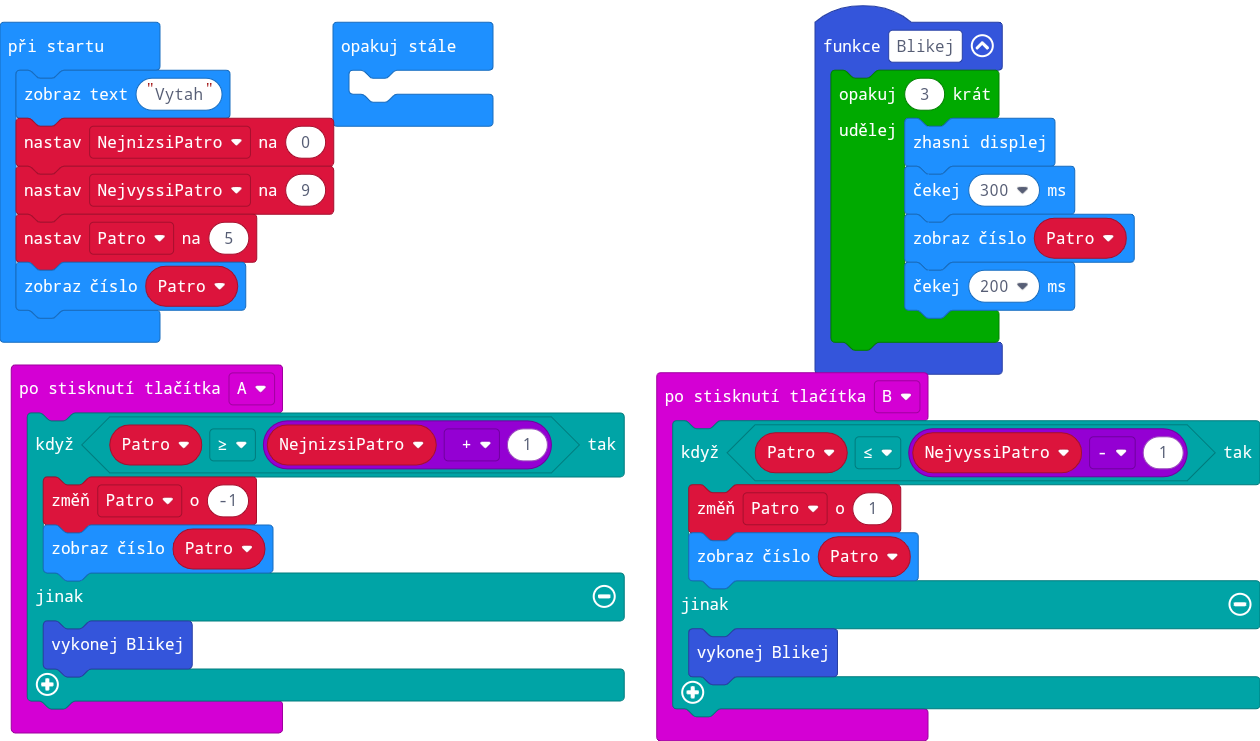 při startu
zobraz text "Vytah"
nastav NejnizsiPatro na 0
nastav NejvyssiPatro na 9
nastav Patro na 5
zobraz číslo Patro
opakuj stále
funkce Blikej
opakuj 3 krát
udělej
zhasni displej
čekej 300 ms
zobraz číslo Patro
čekej 200 ms
po stisknutí tlačítka A
když Patro ≥ NejnizsiPatro + 1 tak
změň Patro o -1
zobraz číslo Patro
jinak
vykonej Blikej
po stisknutí tlačítka B
když Patro ≤ NejvyssiPatro - 1 tak
změň Patro o 1
zobraz číslo Patro
jinak
vykonej Blikej